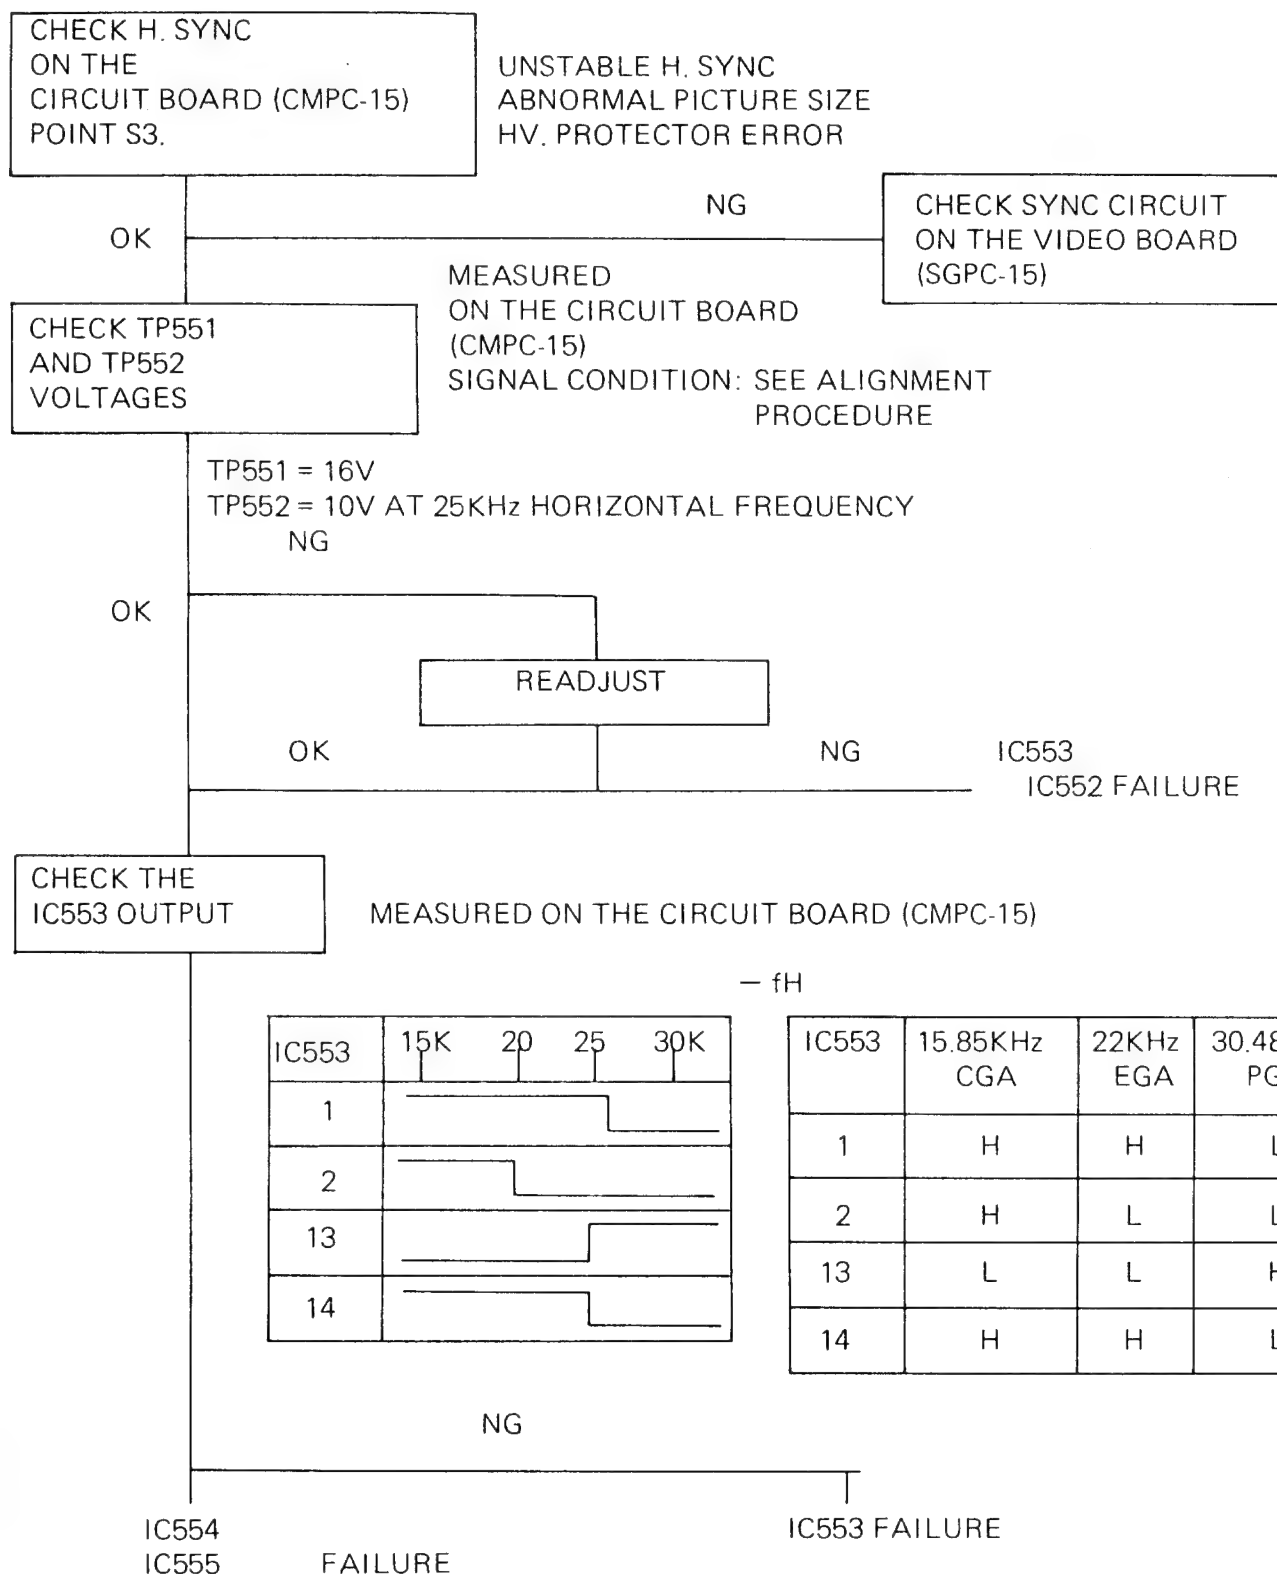 CHECK H. SYNC
ON THE
CIRCUIT BOARD (CMPC-15)
POINT S3.
UNSTABLE H. SYNC
ABNORMAL PICTURE SIZE
HV. PROTECTOR ERROR
NG
CHECK SYNC CIRCUIT
ON THE VIDEO BOARD
(SGPC-15)
OK
MEASURED
ON THE CIRCUIT BOARD
(CMPC-15)
SIGNAL CONDITION: SEE ALIGNMENT
PROCEDURE
CHECK TP551
AND TP552
VOLTAGES
TP551 = 16V
TP552 = 10V AT 25KHz HORIZONTAL FREQUENCY
NG
OK
READJUST
OK
NG
IC553
IC552 FAILURE
CHECK THE
IC553 OUTPUT
MEASURED ON THE CIRCUIT BOARD (CMPC-15)
— fH
IC553 15K 20 25 30K
1
2
13
14
IC553 15.85KHz 22KHz 30.48
CGA EGA PG
1 H H L
2 H L L
13 L L H
14 H H L
NG
IC554
IC555 FAILURE
IC553 FAILURE